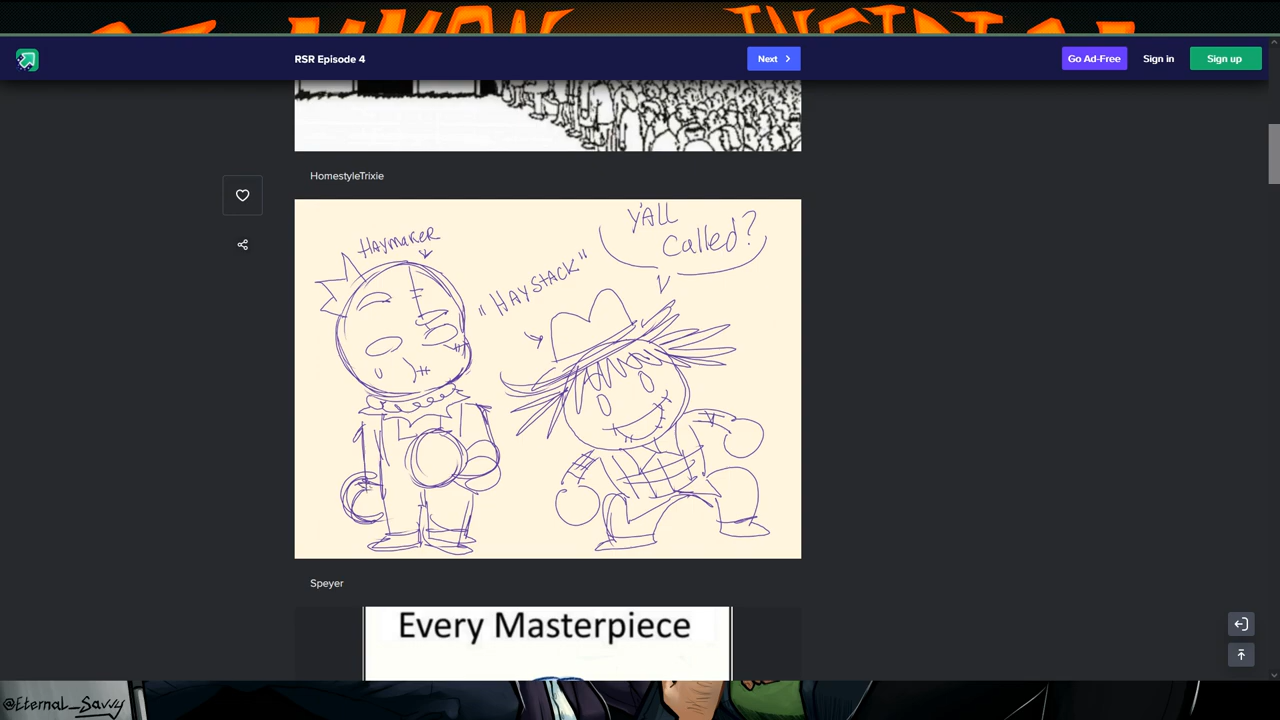 RSR Episode 4
Next
Go Ad-Free
Sign in
Sign up
HomestyleTrixie
Y'ALL
Called?
HAYMAKER
"HAYSTACK"
Speyer
Every Masterpiece
@Eternal_Savvy